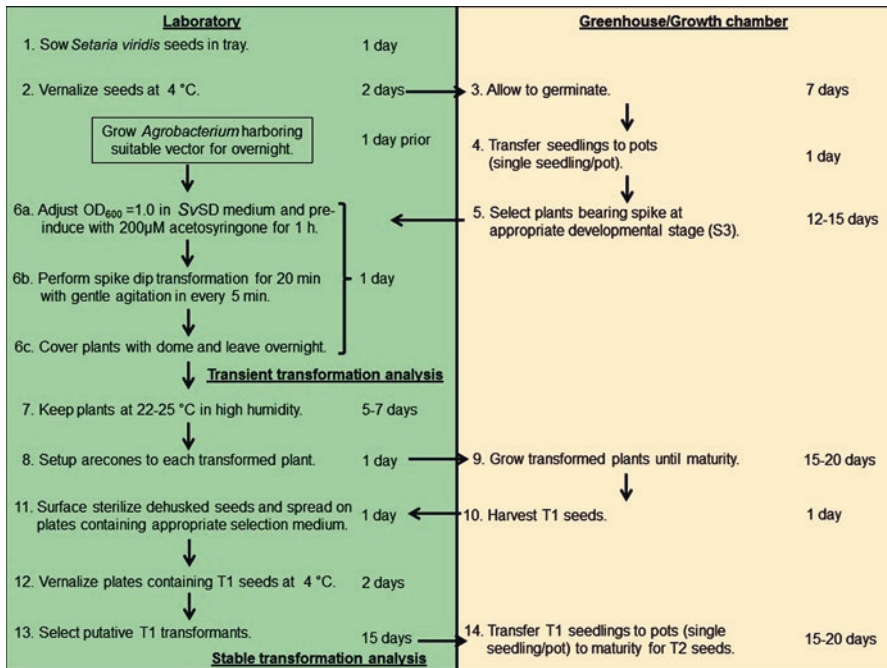 Laboratory
1. Sow Setaria viridis seeds in tray. 1 day
2. Vernalize seeds at 4 °C. 2 days
Grow Agrobacterium harboring
suitable vector for overnight.
1 day prior
6a. Adjust OD600 =1.0 in SvSD medium and pre-
induce with 200µM acetosyringone for 1 h.
6b. Perform spike dip transformation for 20 min
with gentle agitation in every 5 min.
1 day
6c. Cover plants with dome and leave overnight.
Transient transformation analysis
7. Keep plants at 22-25 °C in high humidity. 5-7 days
8. Setup arecones to each transformed plant. 1 day
11. Surface sterilize dehusked seeds and spread on
plates containing appropriate selection medium.
1 day
12. Vernalize plates containing T1 seeds at 4 °C. 2 days
13. Select putative T1 transformants. 15 days
Stable transformation analysis
Greenhouse/Growth chamber
3. Allow to germinate. 7 days
4. Transfer seedlings to pots
(single seedling/pot).
1 day
5. Select plants bearing spike at
appropriate developmental stage (S3).
12-15 days
9. Grow transformed plants until maturity. 15-20 days
10. Harvest T1 seeds. 1 day
14. Transfer T1 seedlings to pots (single
seedling/pot) to maturity for T2 seeds.
15-20 days